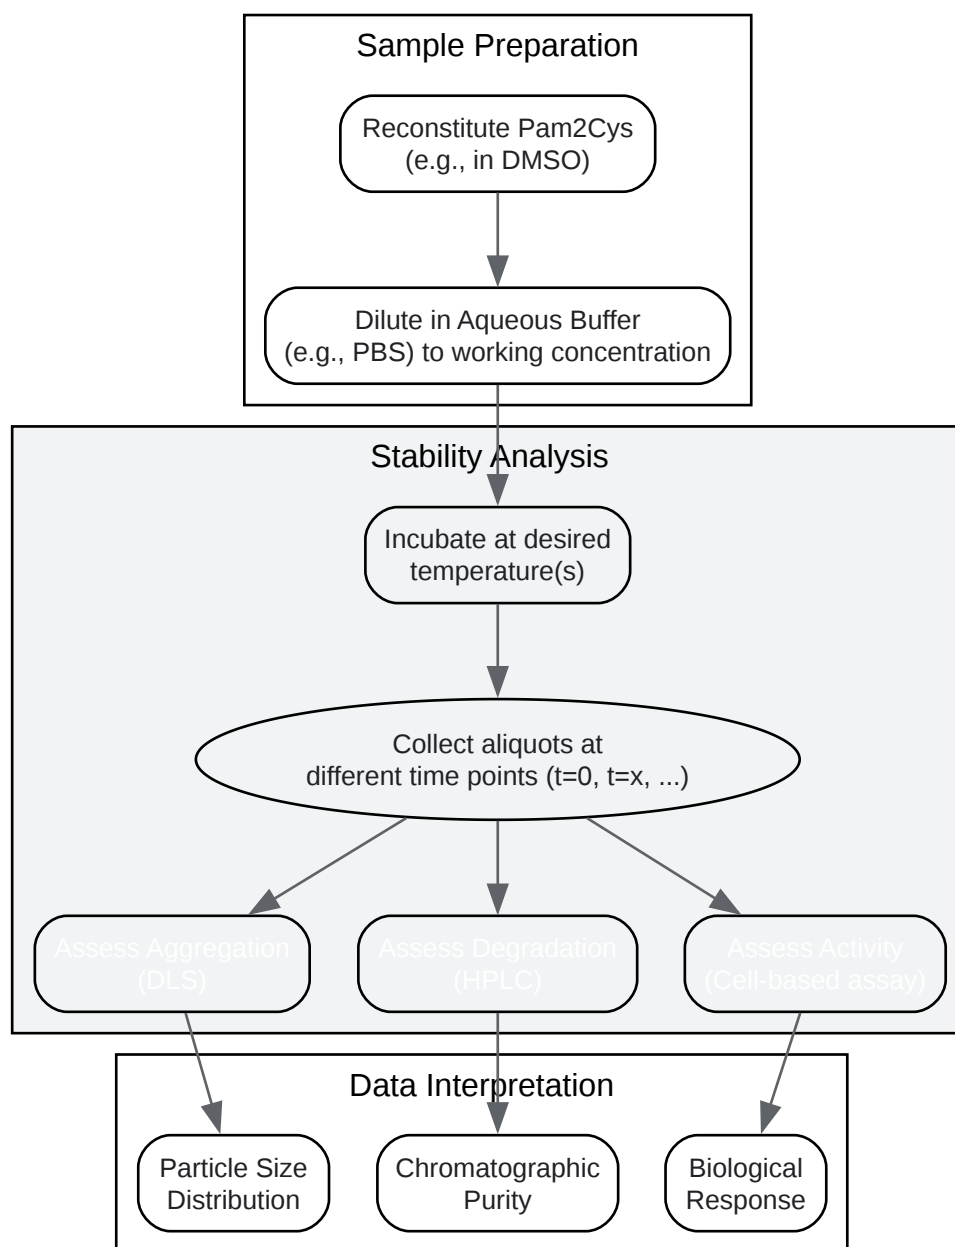 Sample Preparation
Reconstitute Pam2Cys
(e.g., in DMSO)
Dilute in Aqueous Buffer
(e.g., PBS) to working concentration
Stability Analysis
Incubate at desired
temperature(s)
Collect aliquots at
different time points (t=0, t=x, ...)
Assess Aggregation
(DLS)
Assess Degradation
(HPLC)
Assess Activity
(Cell-based assay)
Data Interpretation
Particle Size
Distribution
Chromatographic
Purity
Biological
Response